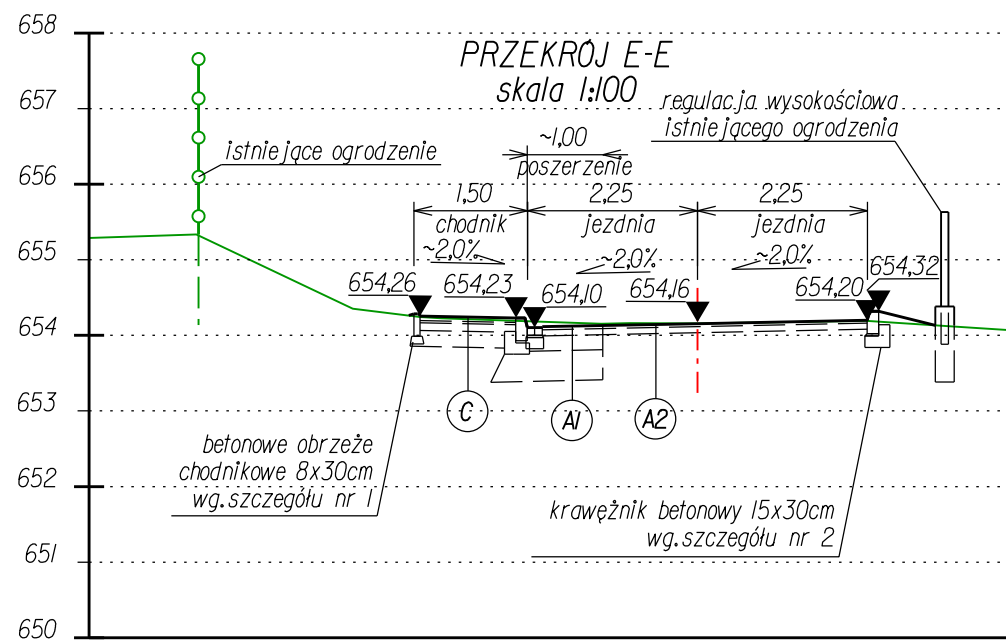 658
PRZEKRÓJ E-E
skala 1:100
657
regulacja wysokościowa
istniejącego ogrodzenia
~1,00
poszerzenie
istniejące ogrodzenie
656
1,50
2,25
2,25
chodnik
jezdnia
jezdnia
655
~2,0%
~2,0%
~2,0%
654,26
654,23
654,10
654,16
654,20
654,32
654
653
C
A1
A2
betonowe obrzeże
chodnikowe 8x30cm
wg.szczegółu nr 1
652
krawężnik betonowy 15x30cm
wg.szczegółu nr 2
651
650